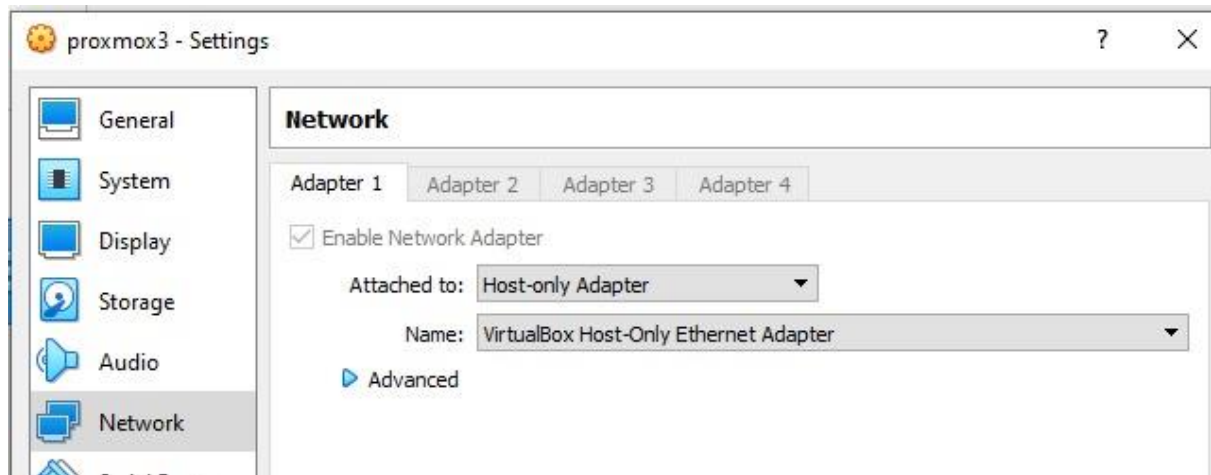 proxmox3 - Settings ? ×
General
System
Display
Storage
Audio
Network
Network
Adapter 1 Adapter 2 Adapter 3 Adapter 4
Enable Network Adapter
Attached to: Host-only Adapter
Name: VirtualBox Host-Only Ethernet Adapter
Advanced